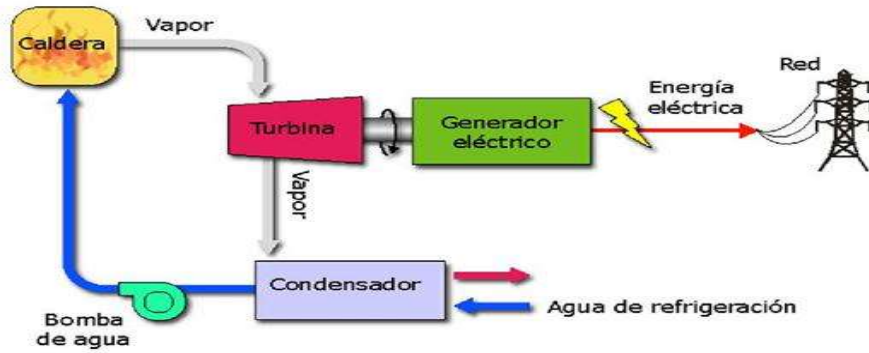 Vapor
Caldera
Red
Energía
eléctrica
Turbina
Generador
eléctrico
Vapor
Condensador
Agua de refrigeración
Bomba
de agua